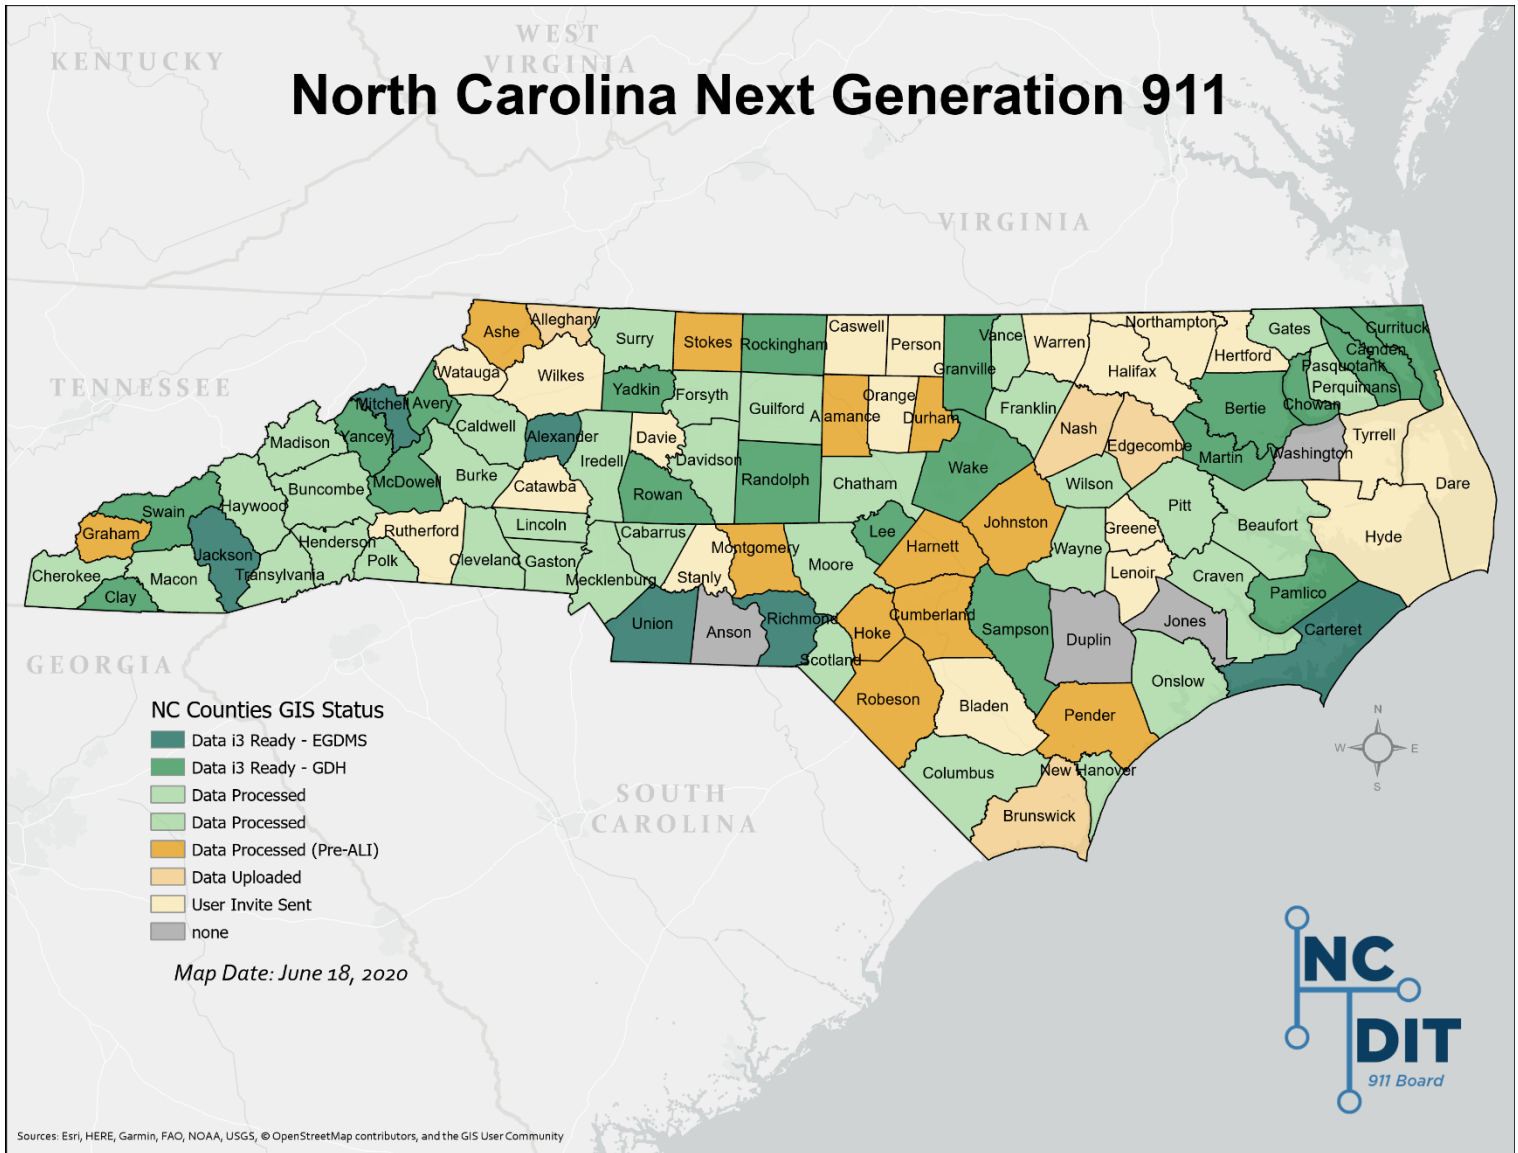 KENTUCKY
WEST
VIRGINIA
North Carolina Next Generation 911
VIRGINIA
TENNESSEE
GEORGIA
SOUTH
CAROLINA
Ashe
Alleghany
Surry
Stokes
Rockingham
Caswell
Person
Granville
Vance
Warren
Northampton
Halifax
Hertford
Gates
Currituck
Camden
Pasquotank
Perquimans
Chowan
Bertie
Watauga
Wilkes
Yadkin
Forsyth
Guilford
Alamance
Orange
Durham
Franklin
Nash
Edgecombe
Martin
Washington
Tyrrell
Dare
Mitchell
Avery
Yancey
Madison
Caldwell
Alexander
Davie
Iredell
Davidson
Randolph
Chatham
Wake
Wilson
Pitt
Beaufort
Hyde
McDowell
Burke
Catawba
Rowan
Buncombe
Haywood
Swain
Graham
Jackson
Henderson
Transylvania
Polk
Rutherford
Cleveland
Lincoln
Gaston
Cabarrus
Mecklenburg
Stanly
Montgomery
Moore
Lee
Harnett
Johnston
Wayne
Greene
Lenoir
Craven
Pamlico
Carteret
Jones
Cherokee
Clay
Macon
Union
Anson
Richmond
Scotland
Hoke
Cumberland
Sampson
Duplin
Onslow
Robeson
Bladen
Pender
Columbus
New Hanover
Brunswick
NC Counties GIS Status
Data i3 Ready - EGDMS
Data i3 Ready - GDH
Data Processed
Data Processed
Data Processed (Pre-ALI)
Data Uploaded
User Invite Sent
none
Map Date: June 18, 2020
N
W
E
S
NC
DIT
911 Board
Sources: Esri, HERE, Garmin, FAO, NOAA, USGS, © OpenStreetMap contributors, and the GIS User Community